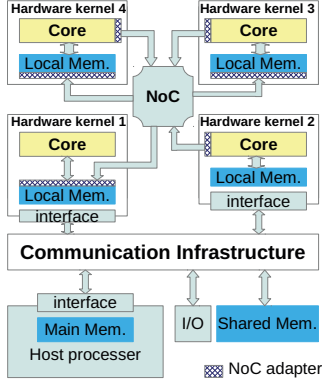 Hardware kernel 4
Core
Local Mem.
Hardware kernel 3
Core
Local Mem.
NoC
Hardware kernel 1
Core
Local Mem.
interface
Hardware kernel 2
Core
Local Mem.
interface
Communication Infrastructure
interface
Main Mem.
Host processer
I/O
Shared Mem.
NoC adapter